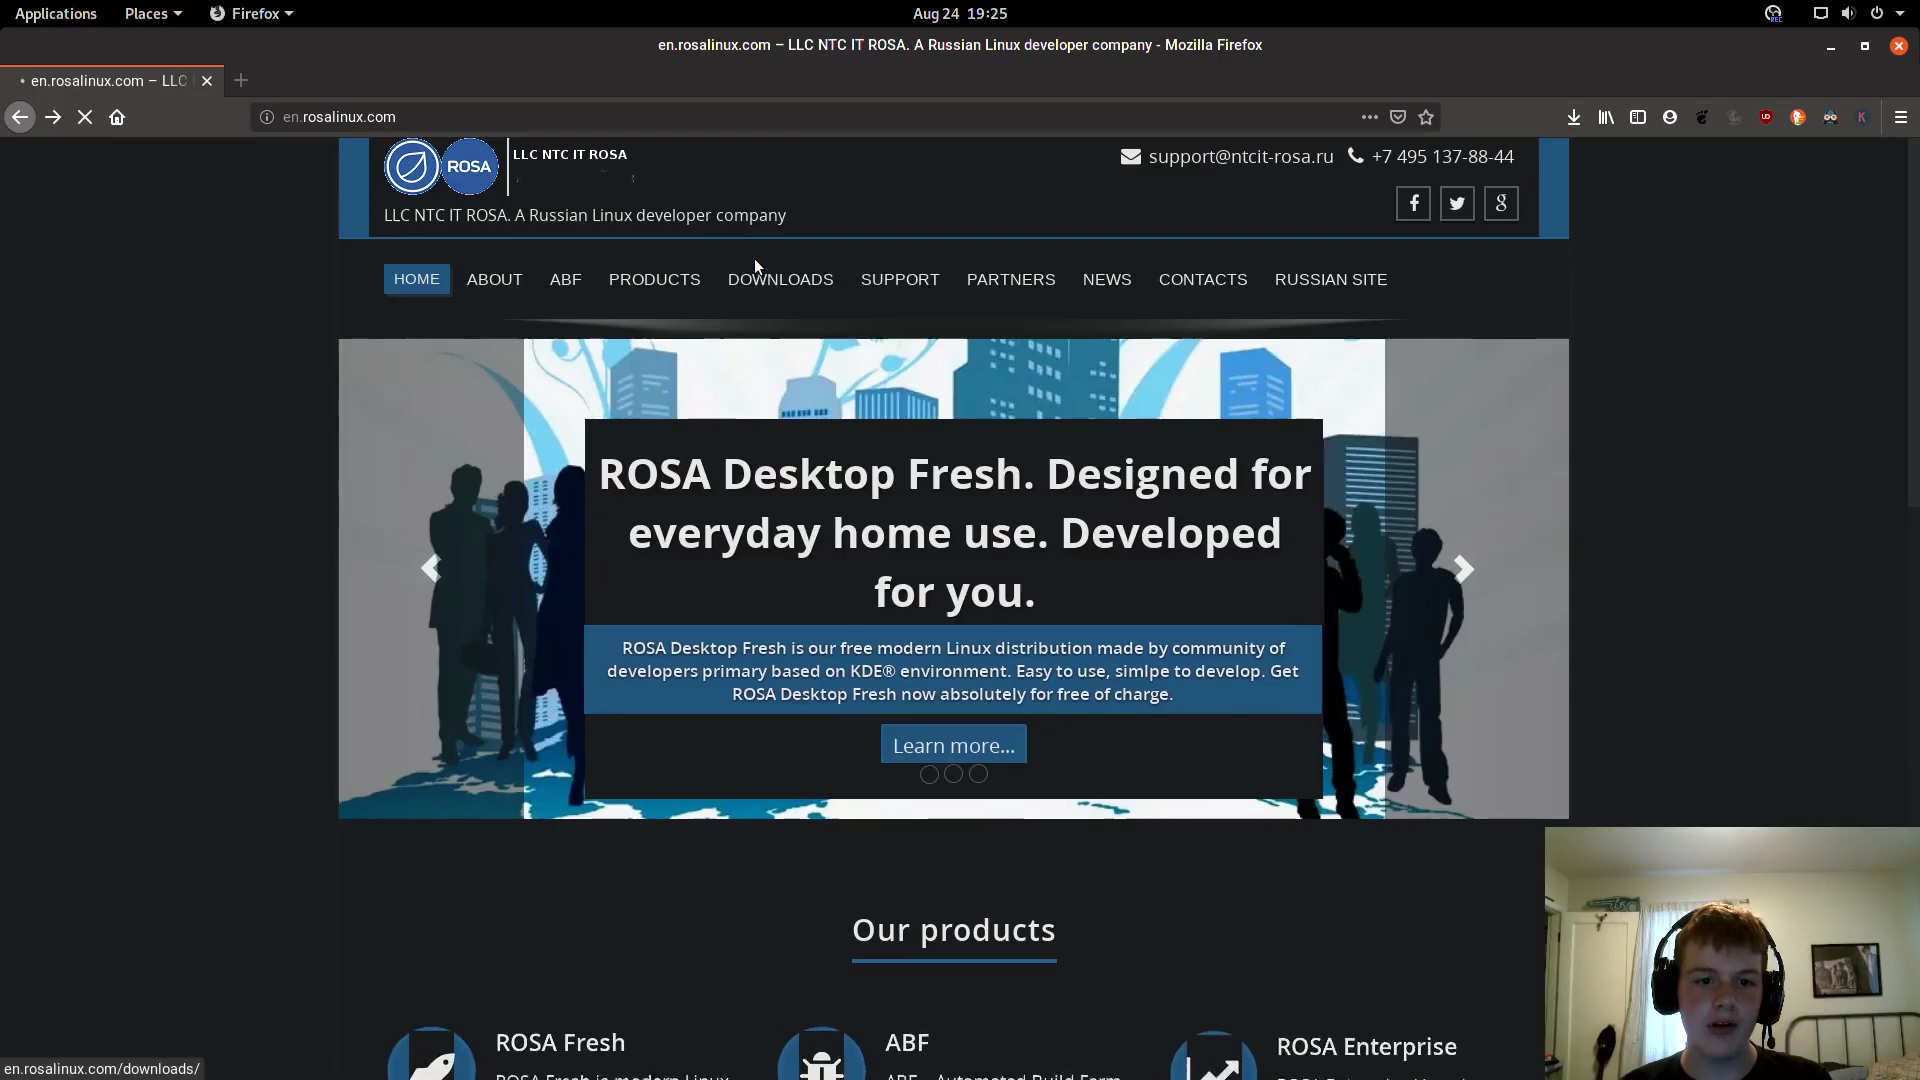 Applications Places Firefox Aug 24 19:25 REC
en.rosalinux.com – LLC NTC IT ROSA. A Russian Linux developer company - Mozilla Firefox
en.rosalinux.com – LLC
en.rosalinux.com
ROSA
LLC NTC IT ROSA
support@ntcit-rosa.ru +7 495 137-88-44
LLC NTC IT ROSA. A Russian Linux developer company
HOME ABOUT ABF PRODUCTS DOWNLOADS SUPPORT PARTNERS NEWS CONTACTS RUSSIAN SITE
ROSA Desktop Fresh. Designed for
everyday home use. Developed
for you.
ROSA Desktop Fresh is our free modern Linux distribution made by community of
developers primary based on KDE® environment. Easy to use, simlpe to develop. Get
ROSA Desktop Fresh now absolutely for free of charge.
Learn more...
Our products
ROSA Fresh ABF ROSA Enterprise
ROSA Fresh is modern Linux ABF – Automated Build Farm
en.rosalinux.com/downloads/